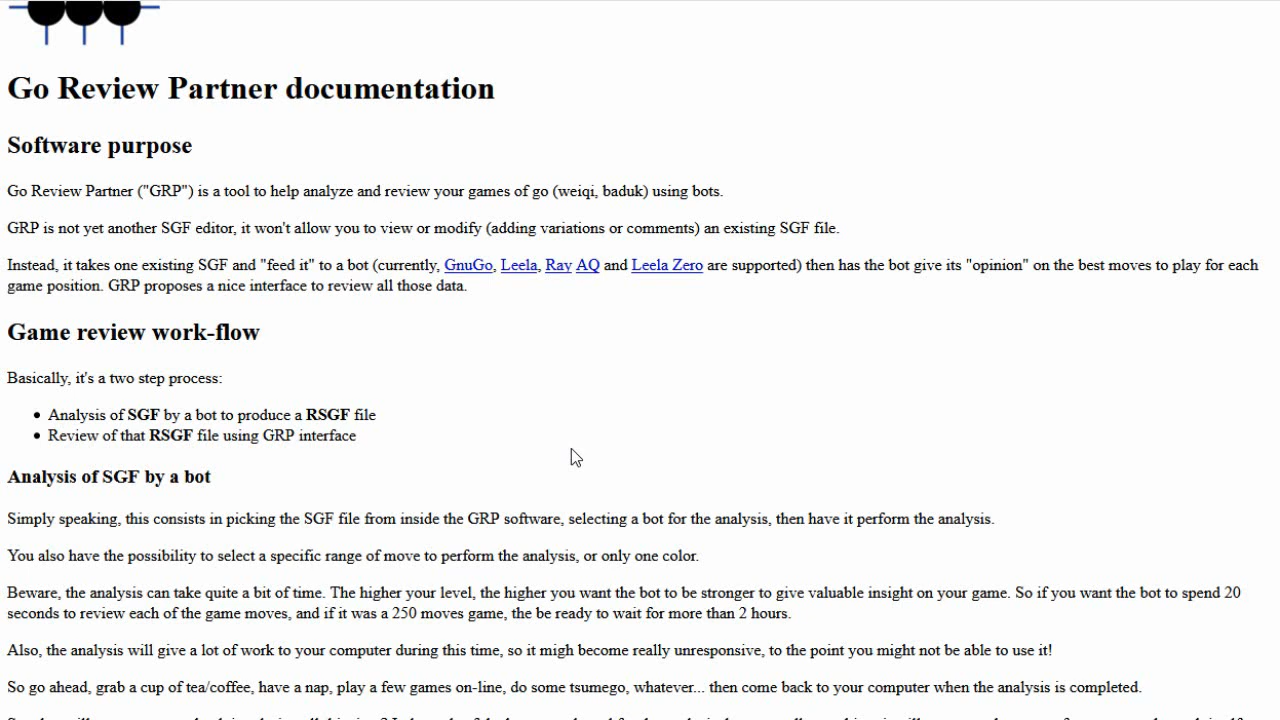 Go Review Partner documentation
Software purpose
Go Review Partner ("GRP") is a tool to help analyze and review your games of go (weiqi, baduk) using bots.
GRP is not yet another SGF editor, it won't allow you to view or modify (adding variations or comments) an existing SGF file.
Instead, it takes one existing SGF and "feed it" to a bot (currently, GnuGo, Leela, Ray AQ and Leela Zero are supported) then has the bot give its "opinion" on the best moves to play for each
game position. GRP proposes a nice interface to review all those data.
Game review work-flow
Basically, it's a two step process:
• Analysis of SGF by a bot to produce a RSGF file
• Review of that RSGF file using GRP interface
Analysis of SGF by a bot
Simply speaking, this consists in picking the SGF file from inside the GRP software, selecting a bot for the analysis, then have it perform the analysis.
You also have the possibility to select a specific range of move to perform the analysis, or only one color.
Beware, the analysis can take quite a bit of time. The higher your level, the higher you want the bot to be stronger to give valuable insight on your game. So if you want the bot to spend 20
seconds to review each of the game moves, and if it was a 250 moves game, the be ready to wait for more than 2 hours.
Also, the analysis will give a lot of work to your computer during this time, so it migh become really unresponsive, to the point you might not be able to use it!
So go ahead, grab a cup of tea/coffee, have a nap, play a few games on-line, do some tsumego, whatever... then come back to your computer when the analysis is completed.